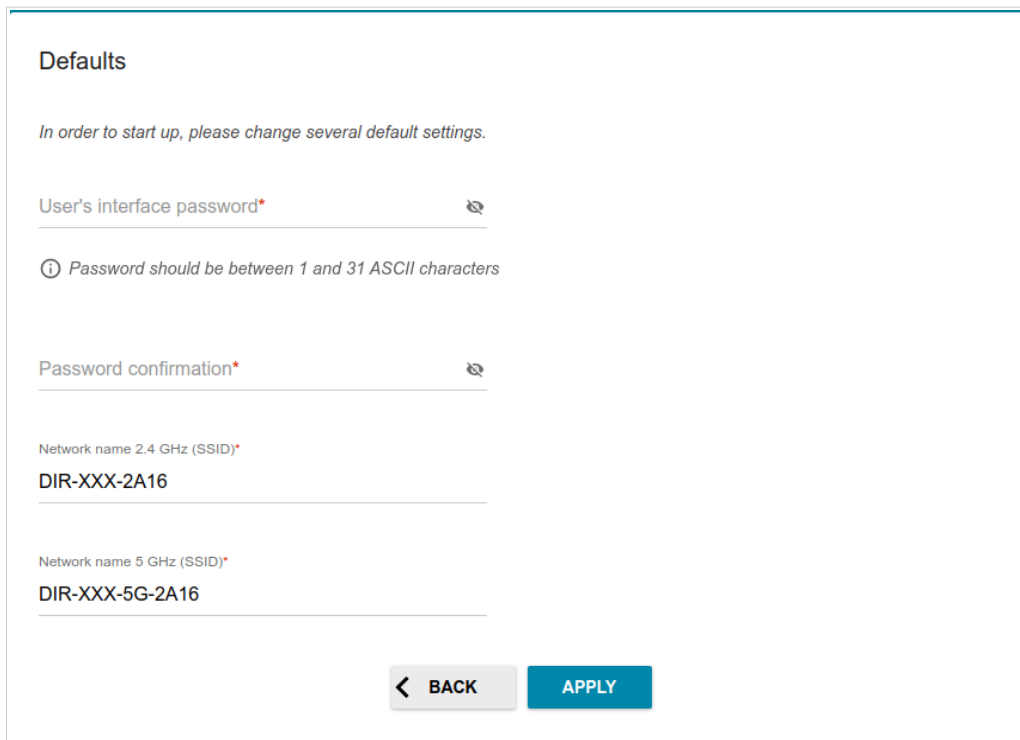 Defaults
In order to start up, please change several default settings.
User's interface password*
Password should be between 1 and 31 ASCII characters
Password confirmation*
Network name 2.4 GHz (SSID)*
DIR-XXX-2A16
Network name 5 GHz (SSID)*
DIR-XXX-5G-2A16
BACK APPLY